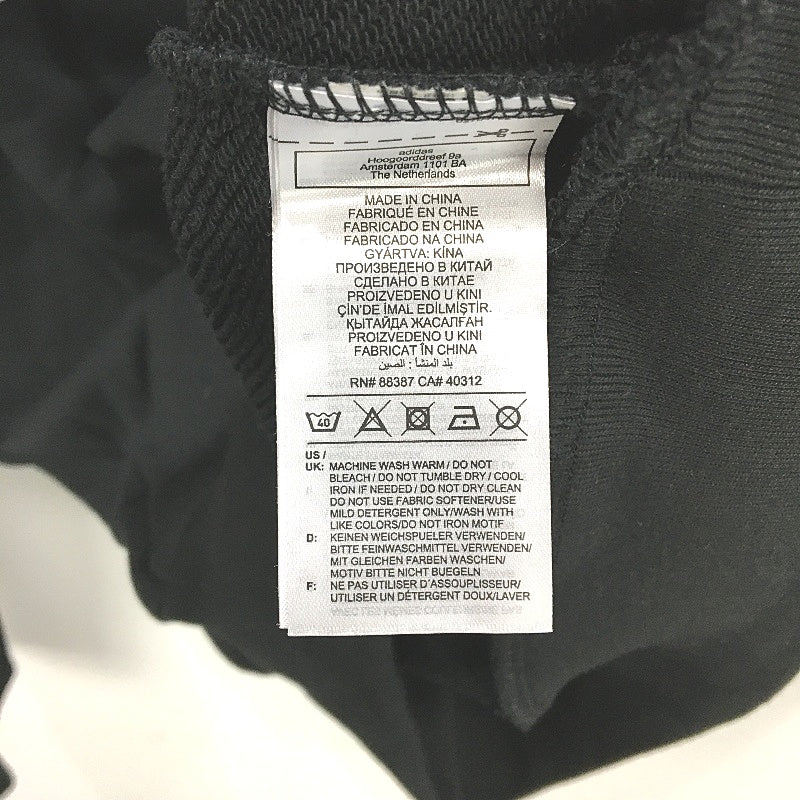 adidas
Hoogoorddreef 9a
Amsterdam 1101 BA
The Netherlands
MADE IN CHINA
FABRIQUÉ EN CHINE
FABRICADO EN CHINA
FABRICADO NA CHINA
GYÁRTVA: KÍNA
ПРОИЗВЕДЕНО В КИТАЙ
СДЕЛАНО В КИТАЕ
PROIZVEDENO U KINI
ÇİN'DE İMAL EDİLMİŞTİR.
ҚЫТАЙДА ЖАСАЛҒАН
PROIZVEDENO U KINI
FABRICAT ÎN CHINA
بلد المنشأ : الصين
RN# 88387 CA# 40312
40
US /
UK: MACHINE WASH WARM / DO NOT
BLEACH / DO NOT TUMBLE DRY / COOL
IRON IF NEEDED / DO NOT DRY CLEAN
DO NOT USE FABRIC SOFTENER/USE
MILD DETERGENT ONLY/WASH WITH
LIKE COLORS/DO NOT IRON MOTIF
D: KEINEN WEICHSPUELER VERWENDEN/
BITTE FEINWASCHMITTEL VERWENDEN/
MIT GLEICHEN FARBEN WASCHEN/
MOTIV BITTE NICHT BUEGELN
F: NE PAS UTILISER D'ASSOUPLISSEUR/
UTILISER UN DÉTERGENT DOUX/LAVER